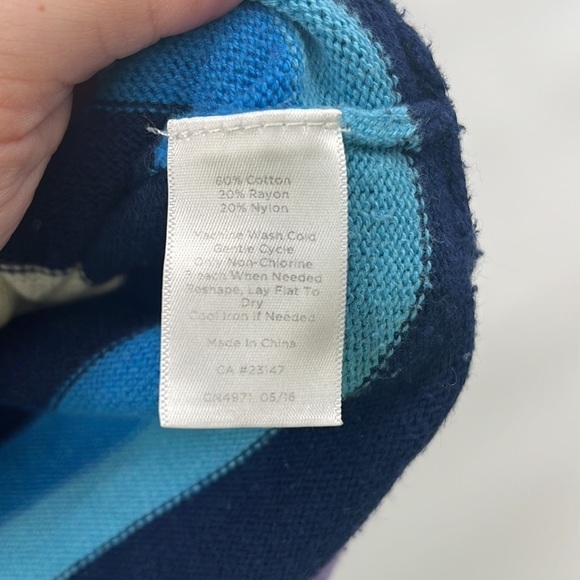 60% Cotton
20% Rayon
20% Nylon
Machine Wash Cold
Gentle Cycle
Only Non-Chlorine
Bleach When Needed
Reshape, Lay Flat To
Dry
Cool Iron If Needed
Made In China
CA #23147
CN4971 05/16